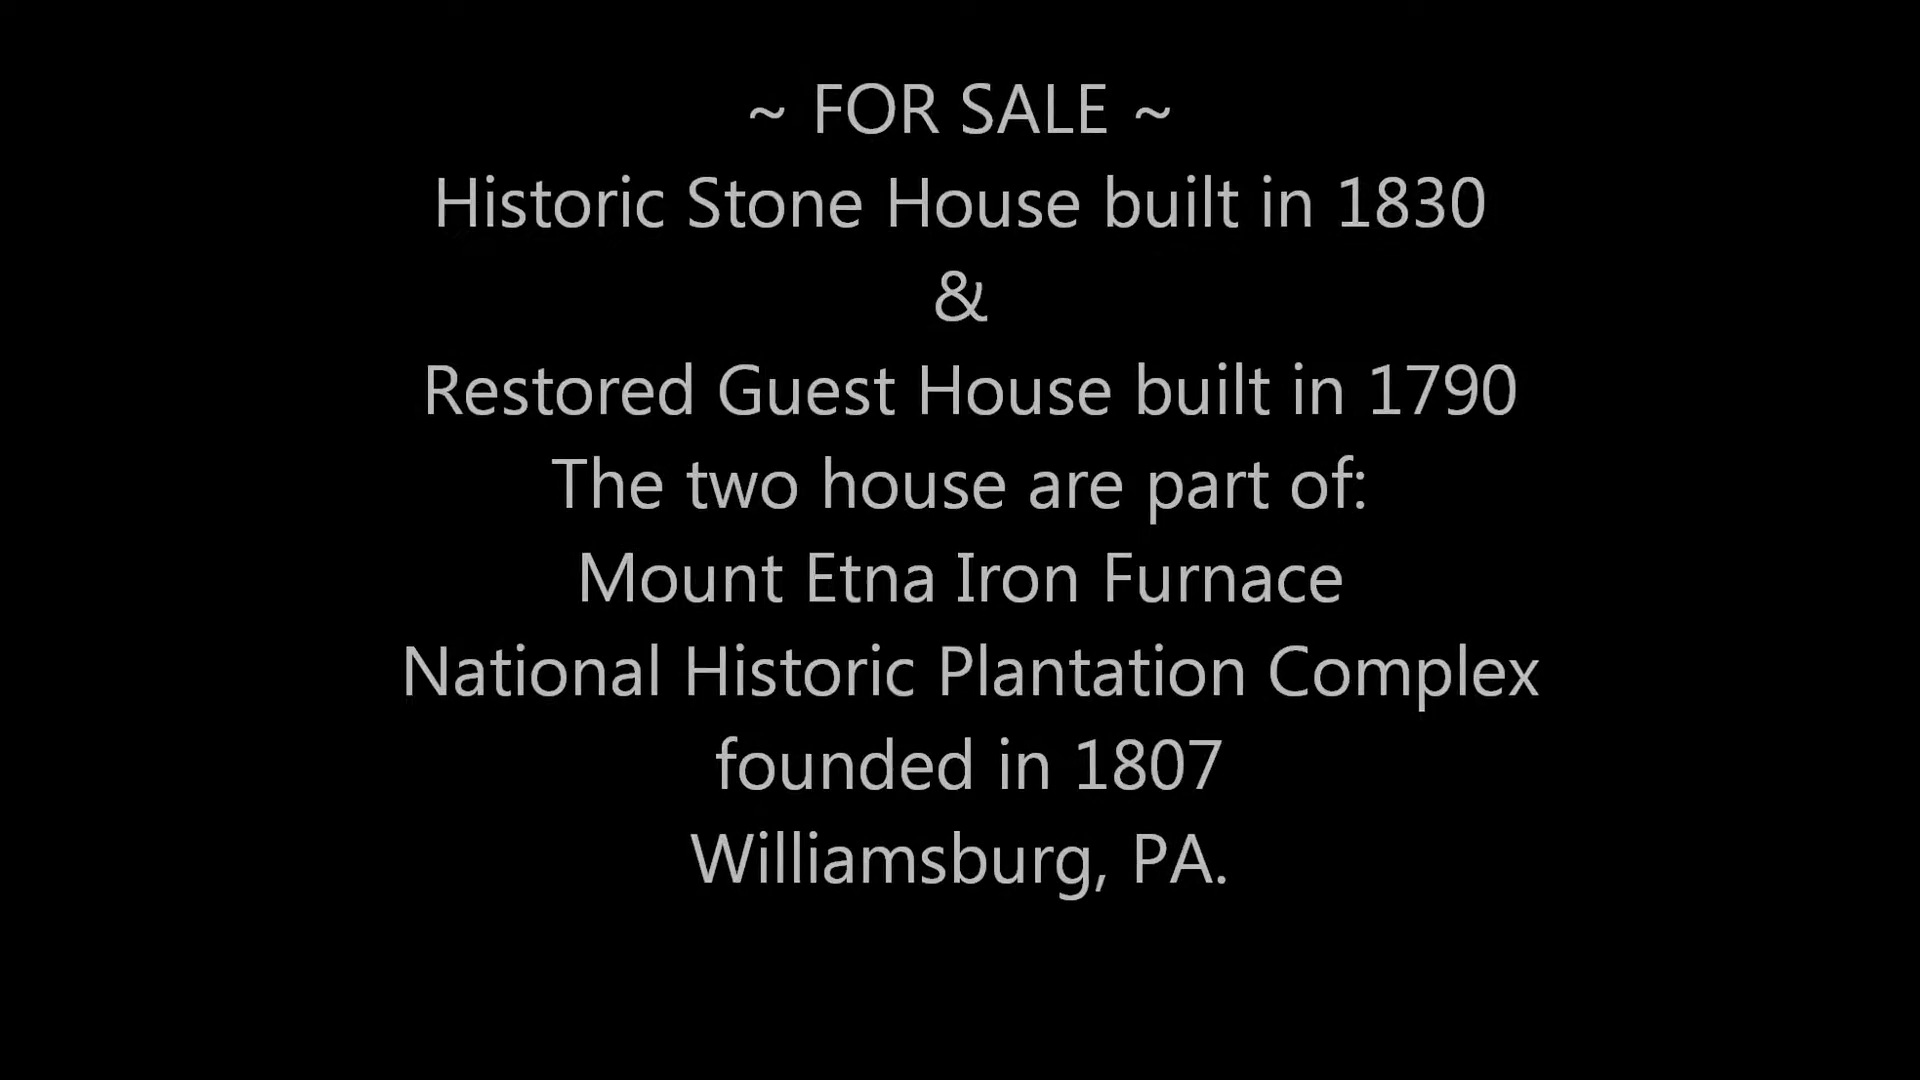 ~ FOR SALE ~
Historic Stone House built in 1830
&
Restored Guest House built in 1790
The two house are part of:
Mount Etna Iron Furnace
National Historic Plantation Complex
founded in 1807
Williamsburg, PA.